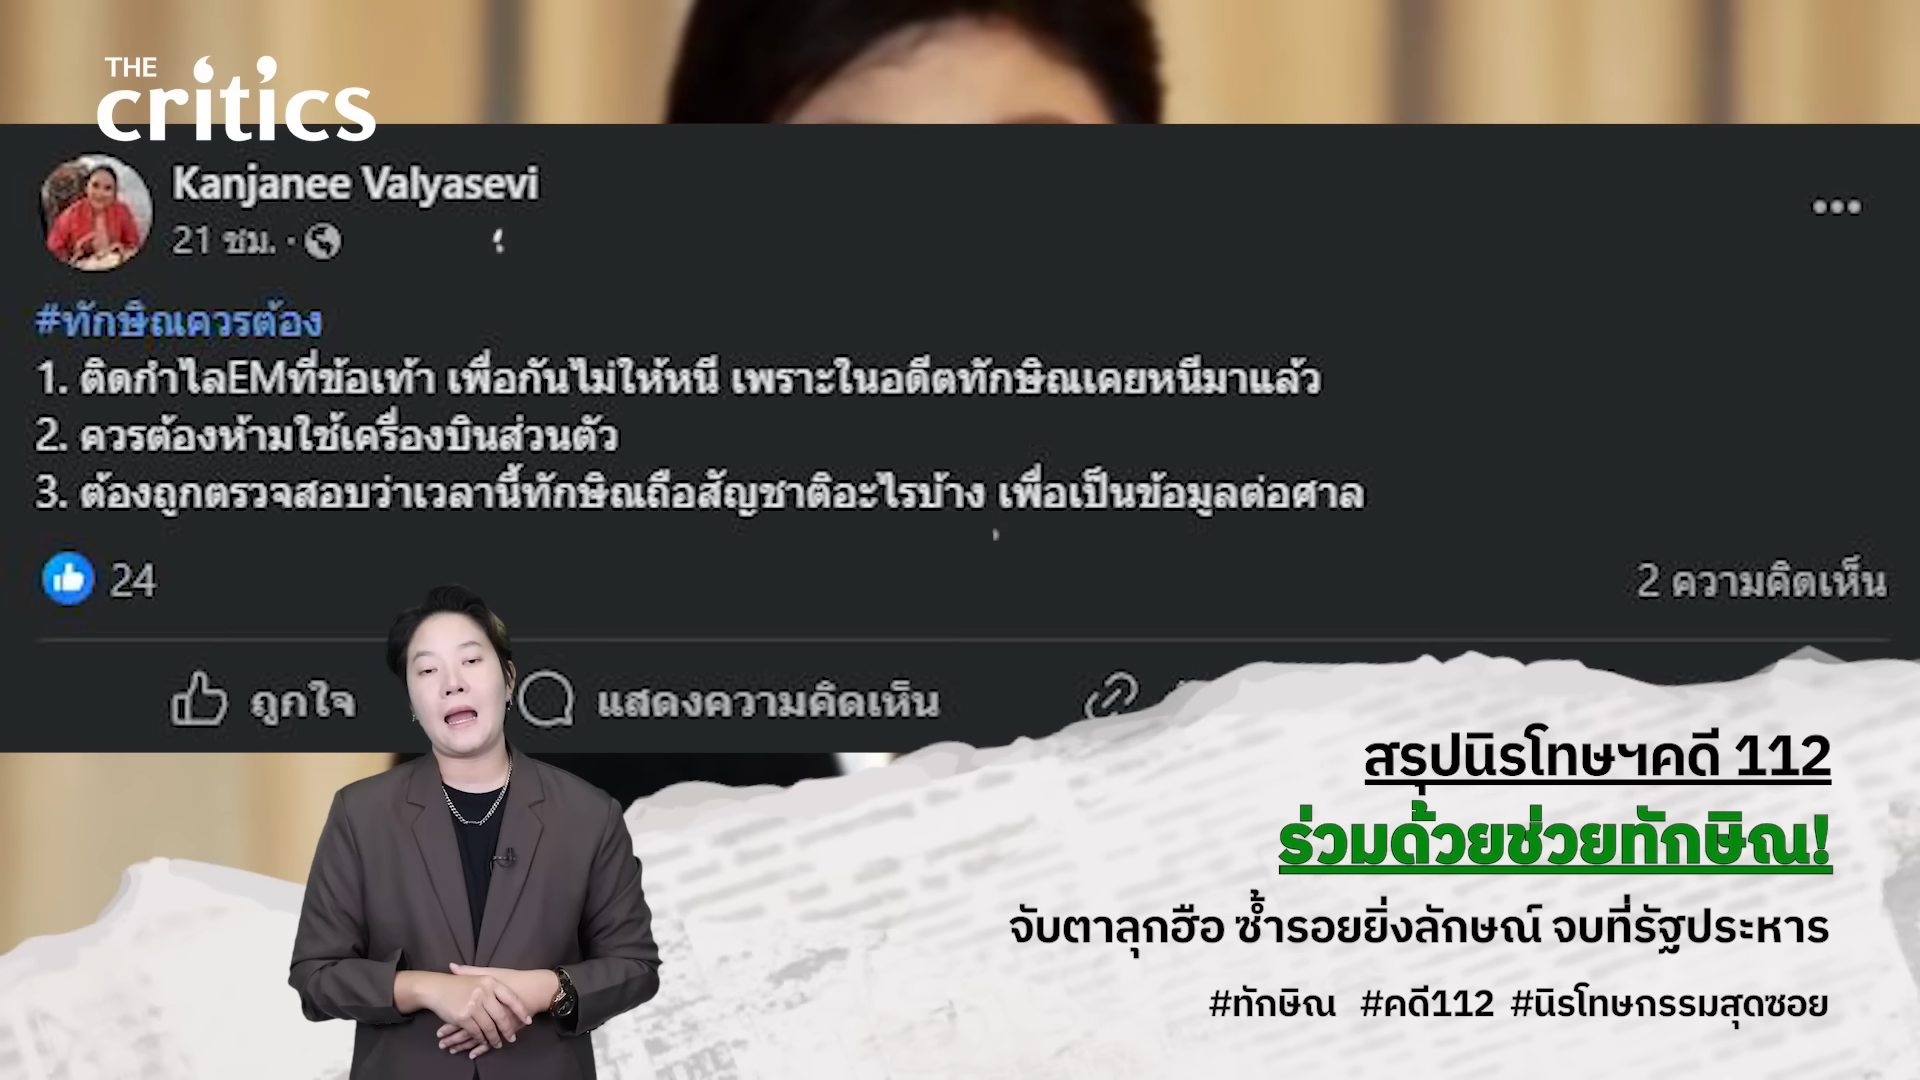 THE
critics
Kanjanee Valyasevi
21 ชม. ·
#ทักษิณควรต้อง
1. ติดกำไลEMที่ข้อเท้า เพื่อกันไม่ให้หนี เพราะในอดีตทักษิณเคยหนีมาแล้ว
2. ควรต้องห้ามใช้เครื่องบินส่วนตัว
3. ต้องถูกตรวจสอบว่าเวลานี้ทักษิณถือสัญชาติอะไรบ้าง เพื่อเป็นข้อมูลต่อศาล
24
2 ความคิดเห็น
ถูกใจ
แสดงความคิดเห็น
สรุปนิรโทษฯคดี 112
ร่วมด้วยช่วยทักษิณ!
จับตาลุกฮือ ซ้ำรอยยิ่งลักษณ์ จบที่รัฐประหาร
#ทักษิณ #คดี112 #นิรโทษกรรมสุดซอย